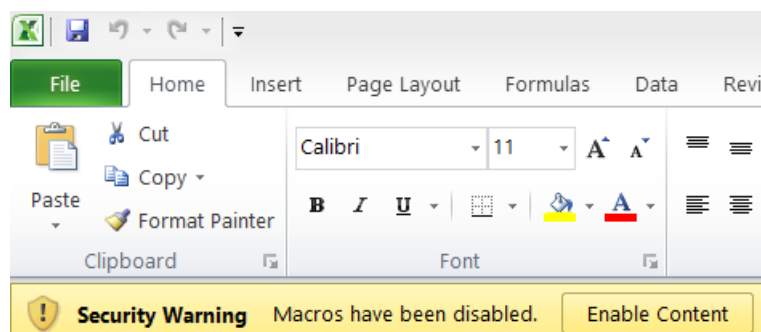 File Home Insert Page Layout Formulas Data Revi
Cut
Calibri 11 A A
Copy
Paste
B I U A
Format Painter
Clipboard Font
Security Warning Macros have been disabled. Enable Content